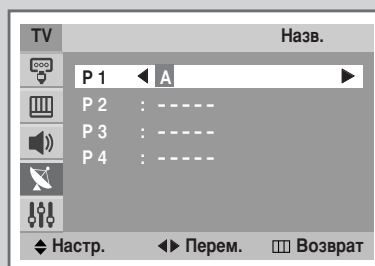 TV Назв.
P 1 ◀ A ▶
P 2 : -----
P 3 : -----
P 4 : -----
Настр. Перем. Возврат